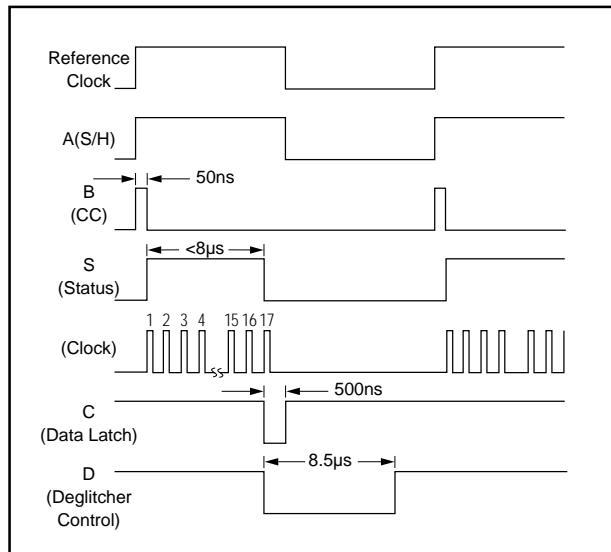 Reference
Clock
A(S/H)
50ns
B
(CC)
<8µs
S
(Status)
1 2 3 4 15 16 17
(Clock)
500ns
C
(Data Latch)
8.5µs
D
(Deglitcher
Control)